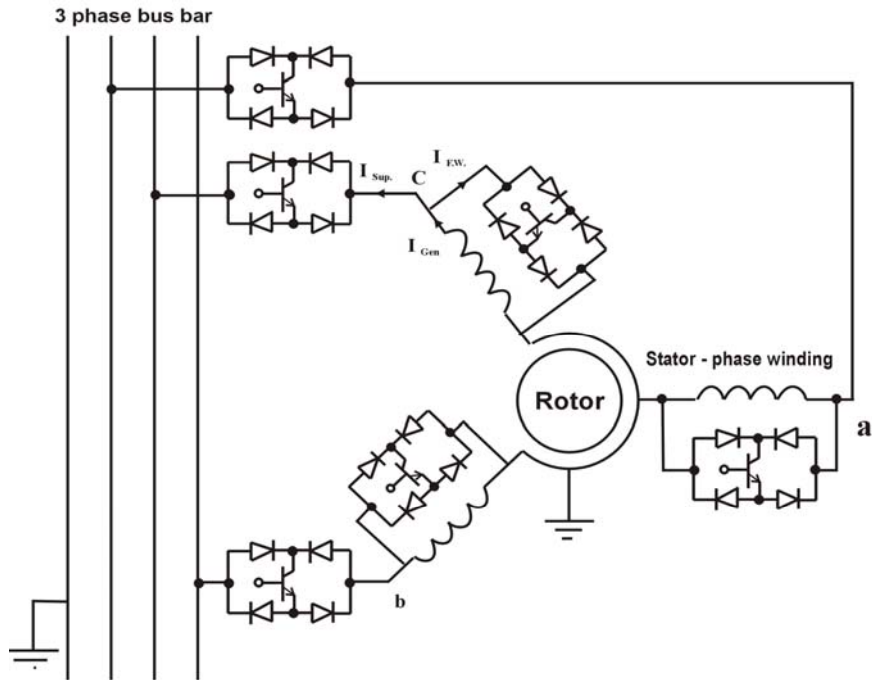 3 phase bus bar
I F.W.
I Sup.
C
I Gen
Stator - phase winding
Rotor
a
b